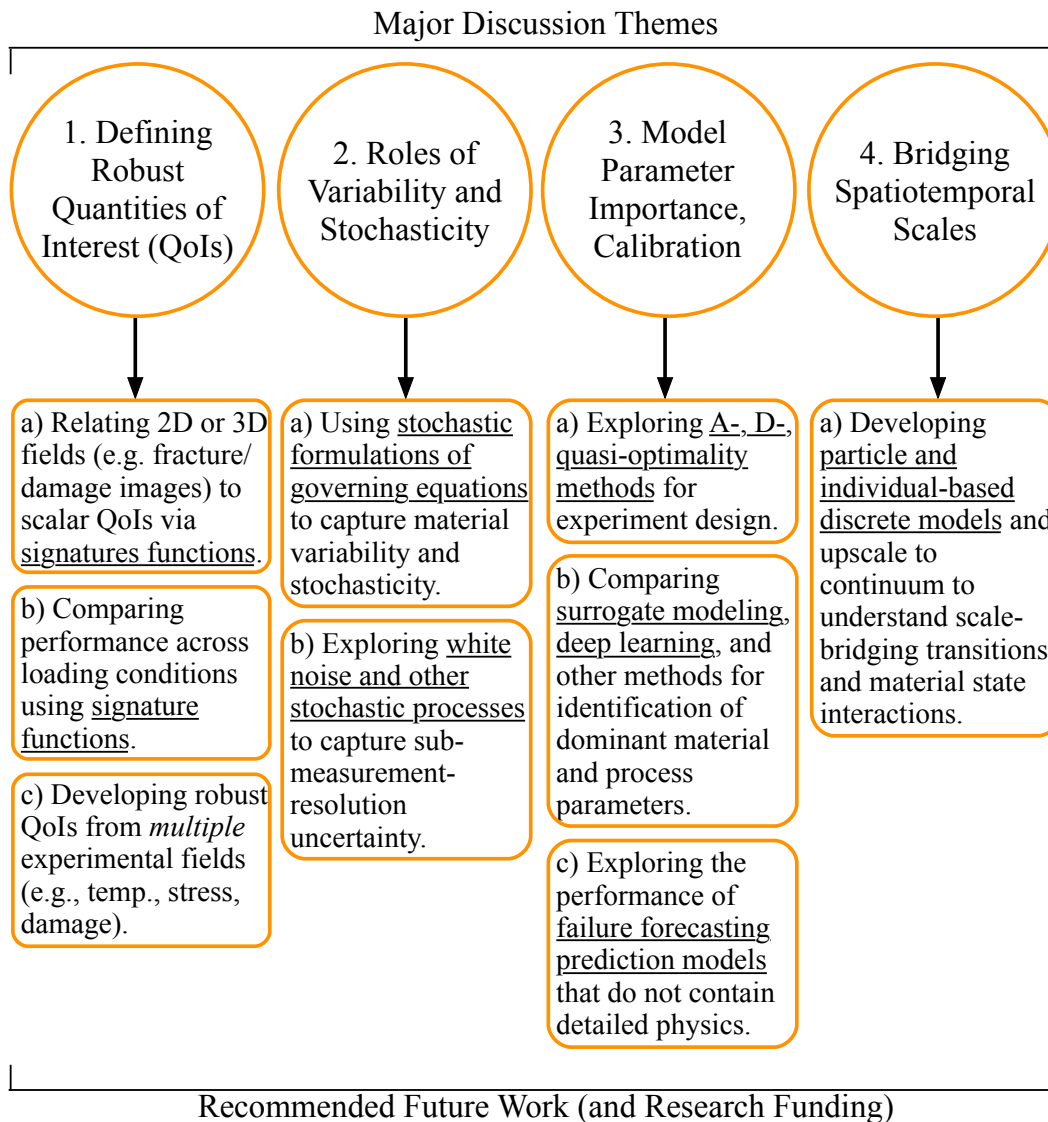 Major Discussion Themes
1. Defining
Robust
Quantities of
Interest (QoIs)
2. Roles of
Variability and
Stochasticity
3. Model
Parameter
Importance,
Calibration
4. Bridging
Spatiotemporal
Scales
a) Relating 2D or 3D
fields (e.g. fracture/
damage images) to
scalar QoIs via
signatures functions.
b) Comparing
performance across
loading conditions
using signature
functions.
c) Developing robust
QoIs from multiple
experimental fields
(e.g., temp., stress,
damage).
a) Using stochastic
formulations of
governing equations
to capture material
variability and
stochasticity.
b) Exploring white
noise and other
stochastic processes
to capture sub-
measurement-
resolution
uncertainty.
a) Exploring A-, D-,
quasi-optimality
methods for
experiment design.
b) Comparing
surrogate modeling,
deep learning, and
other methods for
identification of
dominant material
and process
parameters.
c) Exploring the
performance of
failure forecasting
prediction models
that do not contain
detailed physics.
a) Developing
particle and
individual-based
discrete models and
upscale to
continuum to
understand scale-
bridging transitions
and material state
interactions.
Recommended Future Work (and Research Funding)